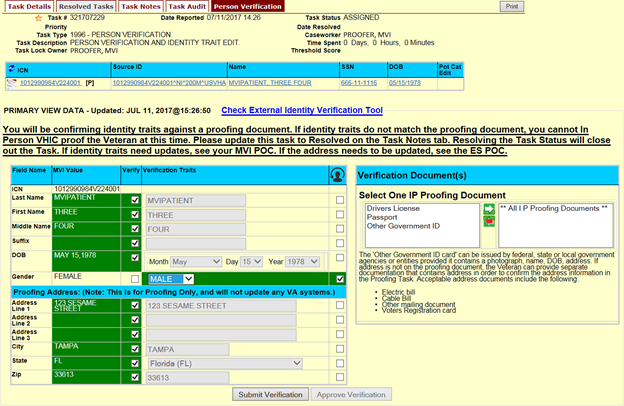 Task Details Resolved Tasks Task Notes Task Audit Person Verification Print
Task # 321707229 Date Reported 07/11/2017 14:26 Task Status ASSIGNED
Priority Date Resolved
Task Type 1996 - PERSON VERIFICATION Caseworker PROOFER, MVI
Task Description PERSON VERIFICATION AND IDENTITY TRAIT EDIT. Time Spent 0 Days, 0 Hours, 0 Minutes
Task Lock Owner PROOFER, MVI Threshold Score
ICN Source ID Name SSN DOB Pot Cat Edit
1012990984V224001 [P] 1012990984V224001^NI^200M^USVHA MVIPATIENT, THREE FOUR 666-11-1116 05/15/1978
PRIMARY VIEW DATA - Updated: JUL 11, 2017@15:26:50 Check External Identity Verification Tool
You will be confirming identity traits against a proofing document. If identity traits do not match the proofing document, you cannot In
Person VHIC proof the Veteran at this time. Please update this task to Resolved on the Task Notes tab. Resolving the Task Status will close
out the Task. If identity traits need updates, see your MVI POC. If the address needs to be updated, see the ES POC.
Field Name MVI Value Verify Verification Traits
ICN 1012990984V224001
Last Name MVIPATIENT MVIPATIENT
First Name THREE THREE
Middle Name FOUR FOUR
Suffix
DOB MAY 15,1978 Month May Day 15 Year 1978
Gender FEMALE MALE
Proofing Address: (Note: This is for Proofing Only, and will not update any VA systems.)
Address Line 1 123 SESAME STREET 123 SESAME STREET
Address Line 2
Address Line 3
City TAMPA TAMPA
State FL Florida (FL)
Zip 33613 33613
Submit Verification Approve Verification
Verification Document(s)
Select One IP Proofing Document
Drivers License
Passport
Other Government ID
** All I P Proofing Documents **
The 'Other Government ID card' can be issued by federal, state or local government
agencies or entities provided it contains a photograph, name, DOB, address. If
address is not on the proofing document, the Veteran can provide separate
documentation that contains address in order to confirm the address information in
the Proofing Task. Acceptable address documents include the following:
• Electric bill
• Cable Bill
• Other mailing document
• Voters Registration card